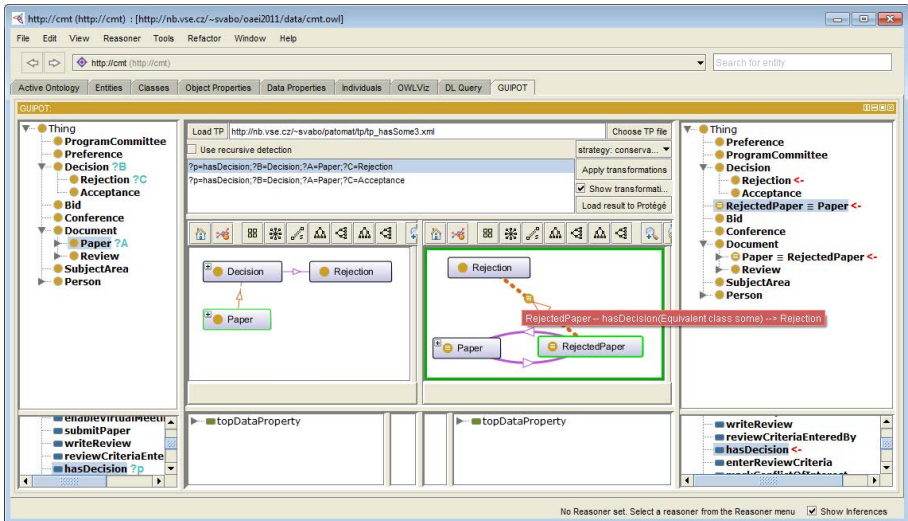 http://cmt (http://cmt) : [http://nb.vse.cz/~svabo/oaei2011/data/cmt.owl]
File Edit View Reasoner Tools Refactor Window Help
http://cmt (http://cmt)
Search for entity
Active Ontology Entities Classes Object Properties Data Properties Individuals OWLViz DL Query GUIPOT
GUIPOT:
Thing
ProgramCommittee
Preference
Decision ?B
Rejection ?C
Acceptance
Bid
Conference
Document
Paper ?A
Review
SubjectArea
Person
Load TP http://nb.vse.cz/~svabo/patomat/tp/tp_hasSome3.xml Choose TP file
Use recursive detection
strategy: conserva...
?p=hasDecision;?B=Decision;?A=Paper;?C=Rejection
?p=hasDecision;?B=Decision;?A=Paper;?C=Acceptance
Apply transformations
Show transformati...
Load result to Protégé
Decision
Rejection
Paper
Rejection
RejectedPaper -- hasDecision(Equivalent class some) --> Rejection
Paper
RejectedPaper
Thing
Preference
ProgramCommittee
Decision
Rejection <-
Acceptance
RejectedPaper ≡ Paper <-
Bid
Conference
Document
Paper ≡ RejectedPaper <-
Review
SubjectArea
Person
submitPaper
writeReview
reviewCriteriaEnte
hasDecision ?p
topDataProperty
topDataProperty
writeReview
reviewCriteriaEnteredBy
hasDecision <-
enterReviewCriteria
No Reasoner set. Select a reasoner from the Reasoner menu
Show Inferences